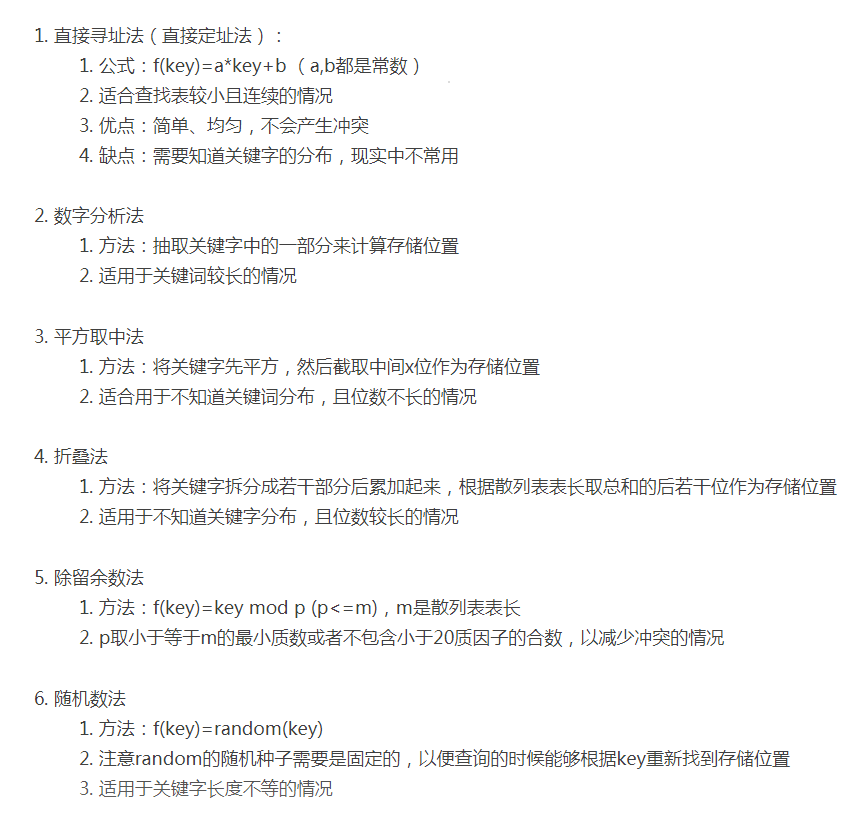 1. 直接寻址法（直接定址法）:
1. 公式：f(key)=a*key+b （a,b都是常数）
2. 适合查找表较小且连续的情况
3. 优点：简单、均匀，不会产生冲突
4. 缺点：需要知道关键字的分布，现实中不常用
2. 数字分析法
1. 方法：抽取关键字中的一部分来计算存储位置
2. 适用于关键词较长的情况
3. 平方取中法
1. 方法：将关键字先平方，然后截取中间x位作为存储位置
2. 适合用于不知道关键词分布，且位数不长的情况
4. 折叠法
1. 方法：将关键字拆分成若干部分后累加起来，根据散列表表长取总和的后若干位作为存储位置
2. 适用于不知道关键字分布，且位数较长的情况
5. 除留余数法
1. 方法：f(key)=key mod p (p<=m)，m是散列表表长
2. p取小于等于m的最小质数或者不包含小于20质因子的合数，以减少冲突的情况
6. 随机数法
1. 方法：f(key)=random(key)
2. 注意random的随机种子需要是固定的，以便查询的时候能够根据key重新找到存储位置
3. 适用于关键字长度不等的情况